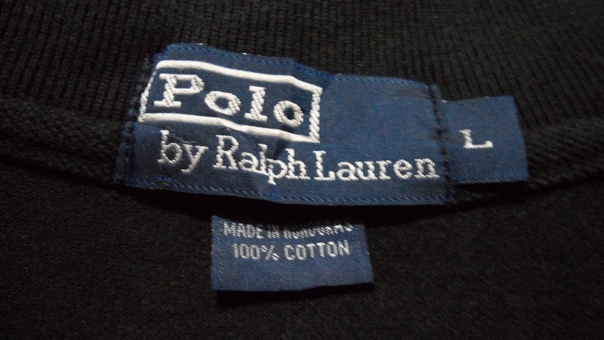 Polo
by Ralph Lauren
L
MADE IN HONDURAS
100% COTTON